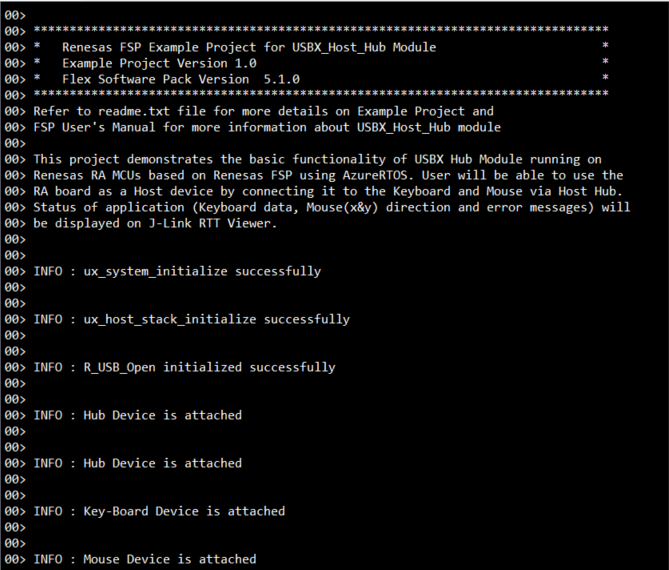 00>
00> ********************************************************************************
00> *   Renesas FSP Example Project for USBX_Host_Hub Module                       *
00> *   Example Project Version 1.0                                                *
00> *   Flex Software Pack Version  5.1.0                                          *
00> ********************************************************************************
00> Refer to readme.txt file for more details on Example Project and
00> FSP User's Manual for more information about USBX_Host_Hub module
00>
00> This project demonstrates the basic functionality of USBX Hub Module running on
00> Renesas RA MCUs based on Renesas FSP using AzureRTOS. User will be able to use the
00> RA board as a Host device by connecting it to the Keyboard and Mouse via Host Hub.
00> Status of application (Keyboard data, Mouse(x&y) direction and error messages) will
00> be displayed on J-Link RTT Viewer.
00>
00>
00> INFO : ux_system_initialize successfully
00>
00>
00> INFO : ux_host_stack_initialize successfully
00>
00>
00> INFO : R_USB_Open initialized successfully
00>
00>
00> INFO : Hub Device is attached
00>
00>
00> INFO : Hub Device is attached
00>
00>
00> INFO : Key-Board Device is attached
00>
00>
00> INFO : Mouse Device is attached